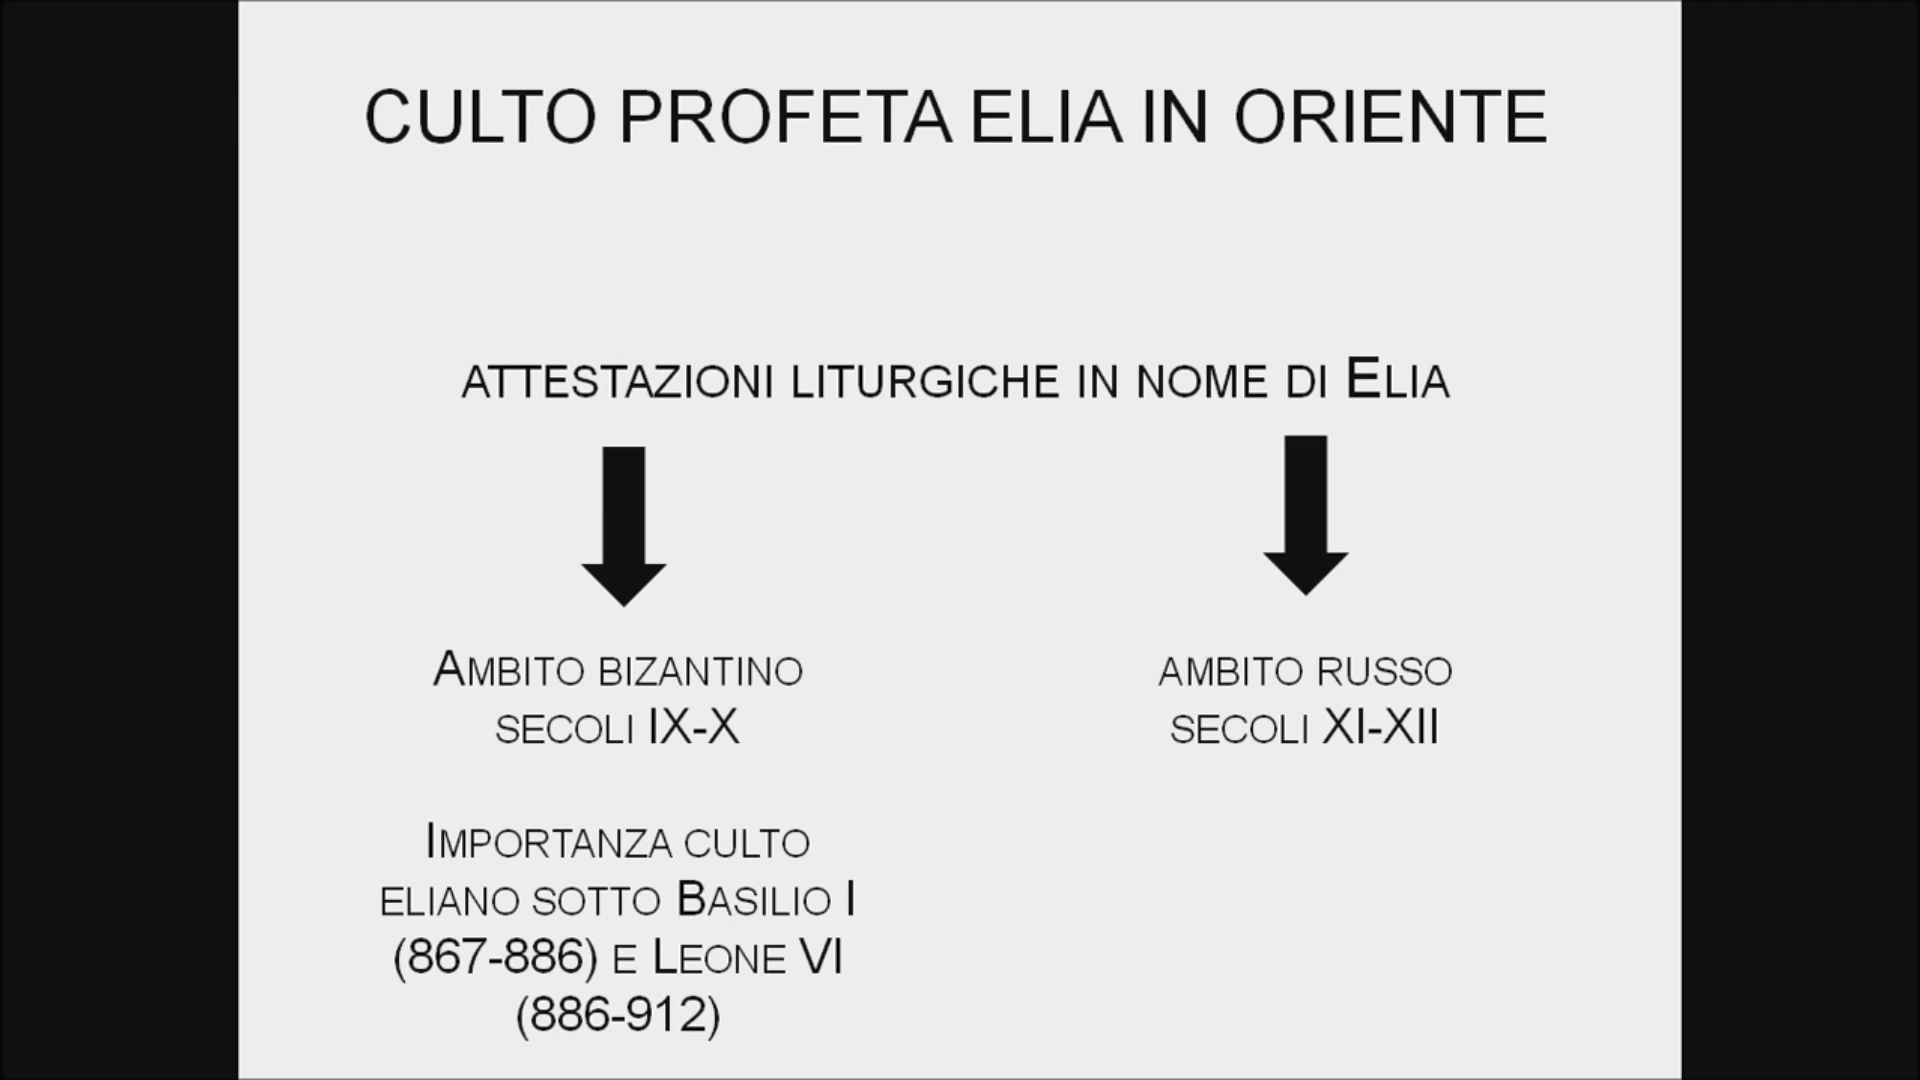 CULTO PROFETA ELIA IN ORIENTE
ATTESTAZIONI LITURGICHE IN NOME DI ELIA
AMBITO BIZANTINO
SECOLI IX-X
AMBITO RUSSO
SECOLI XI-XII
IMPORTANZA CULTO
ELIANO SOTTO BASILIO I
(867-886) E LEONE VI
(886-912)